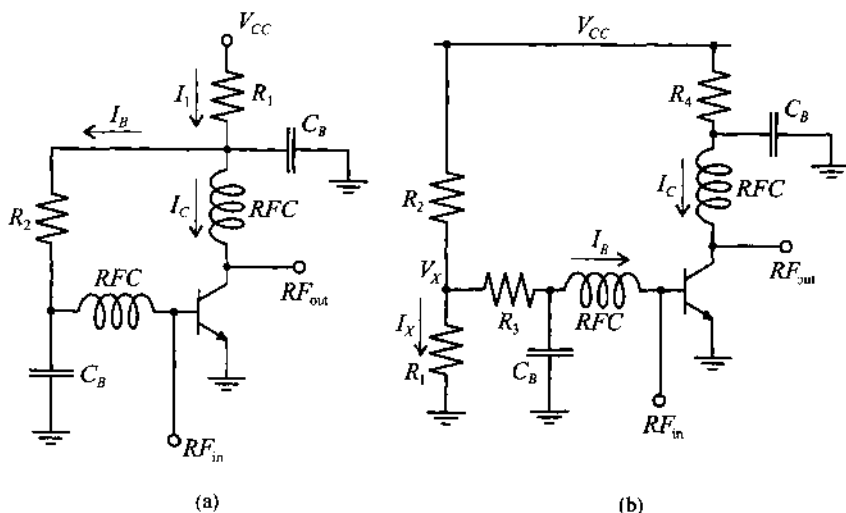 V_CC
I_1
R_1
I_B
C_B
R_2
I_C
RFC
RFC
RF_out
C_B
RF_in
(a)
V_CC
R_4
C_B
R_2
I_C
RFC
I_B
V_X
RF_out
R_3
RFC
I_X
R_1
C_B
RF_in
(b)